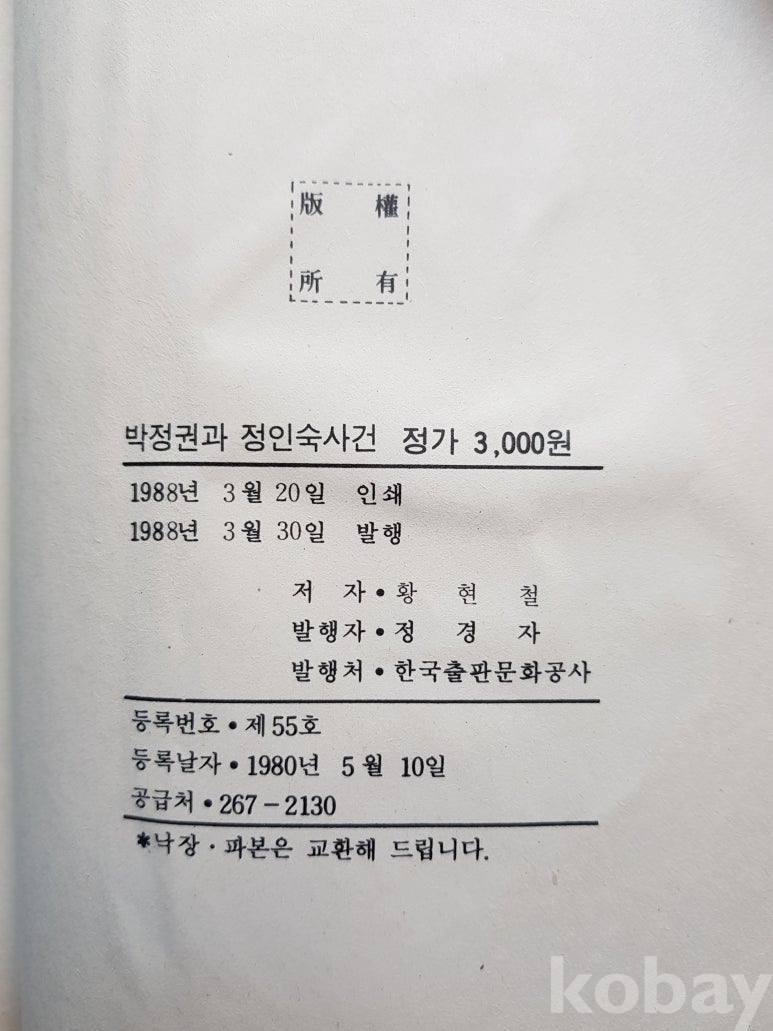 版 權
所 有
박정권과 정인숙사건 정가 3,000원
1988년 3월 20일 인쇄
1988년 3월 30일 발행
저 자 • 황 현 철
발행자 • 정 경 자
발행처 • 한국출판문화공사
등록번호 • 제55호
등록날자 • 1980년 5월 10일
공급처 • 267-2130
*낙장 · 파본은 교환해 드립니다.
kobay